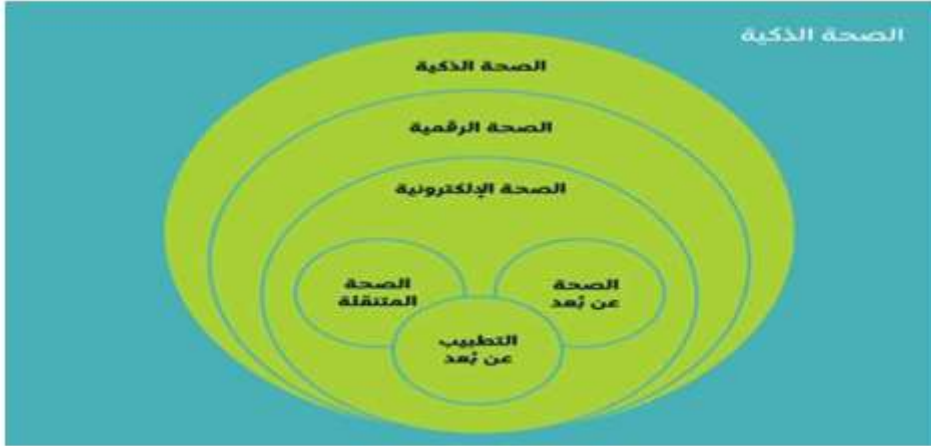 الصحة الذكية
الصحة الذكية
الصحة الرقمية
الصحة الإلكترونية
الصحة
عن بُعد
الصحة
المتنقلة
التطبيب
عن بُعد